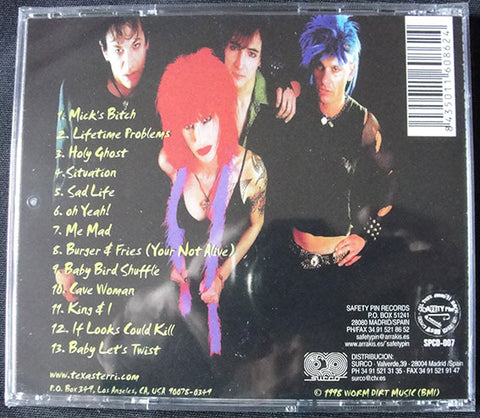 1. Mick's Bitch
2. Lifetime Problems
3. Holy Ghost
4. Situation
5. Sad Life
6. oh Yeah!
7. Me Mad
8. Burger & Fries (Your Not Alive)
9. Baby Bird Shuffle
10. Cave Woman
11. King & I
12. If Looks Could Kill
13. Baby Let's Twist
www.texasterri.com
P.O. Box 349, Los Angeles, CA, USA 90078-0349
8435011608624
SAFETY PIN RECORDS
P.O. BOX 51241
28080 MADRID/SPAIN
PH/FAX 34 91 521 86 52
safetypin@arrakis.es
www.arrakis.es/safetypin
SPCD-007
SURCO
DISTRIBUCION:
SURCO - Valverde,39 - 28004 Madrid/Spain
PH 34 91 521 31 35 - FAX 34 91 531 21 47
surco@ctv.es
© 1998 WORM DIRT MUSIC (BMI)